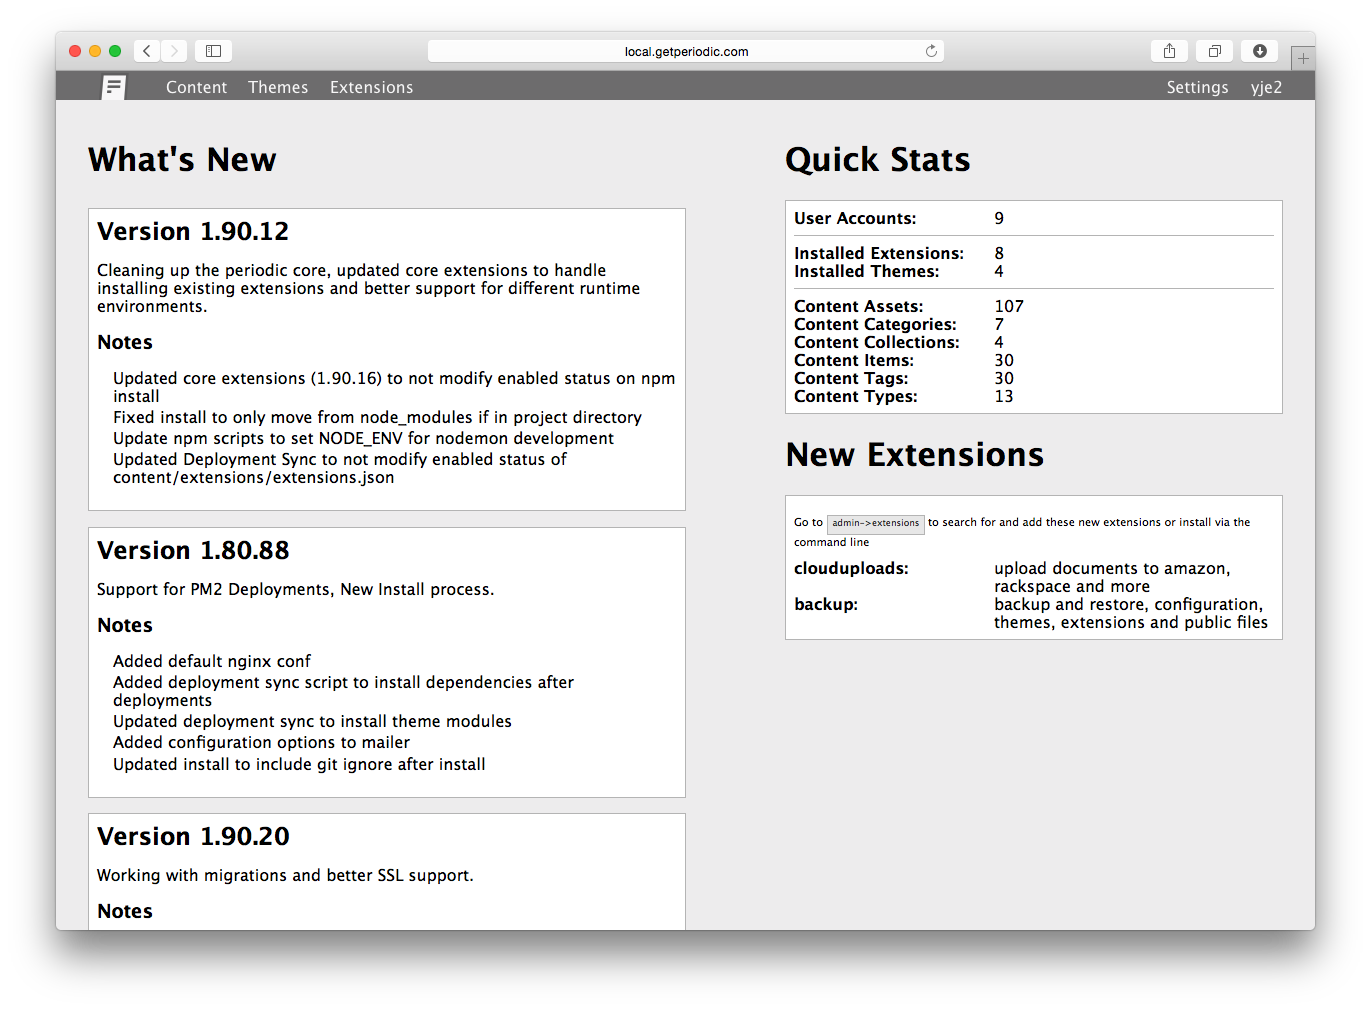 local.getperiodic.com
Content Themes Extensions Settings yje2
What's New
Version 1.90.12
Cleaning up the periodic core, updated core extensions to handle
installing existing extensions and better support for different runtime
environments.
Notes
Updated core extensions (1.90.16) to not modify enabled status on npm
install
Fixed install to only move from node_modules if in project directory
Update npm scripts to set NODE_ENV for nodemon development
Updated Deployment Sync to not modify enabled status of
content/extensions/extensions.json
Version 1.80.88
Support for PM2 Deployments, New Install process.
Notes
Added default nginx conf
Added deployment sync script to install dependencies after
deployments
Updated deployment sync to install theme modules
Added configuration options to mailer
Updated install to include git ignore after install
Version 1.90.20
Working with migrations and better SSL support.
Notes
Quick Stats
User Accounts: 9
Installed Extensions: 8
Installed Themes: 4
Content Assets: 107
Content Categories: 7
Content Collections: 4
Content Items: 30
Content Tags: 30
Content Types: 13
New Extensions
Go to admin->extensions to search for and add these new extensions or install via the
command line
clouduploads: upload documents to amazon,
rackspace and more
backup: backup and restore, configuration,
themes, extensions and public files